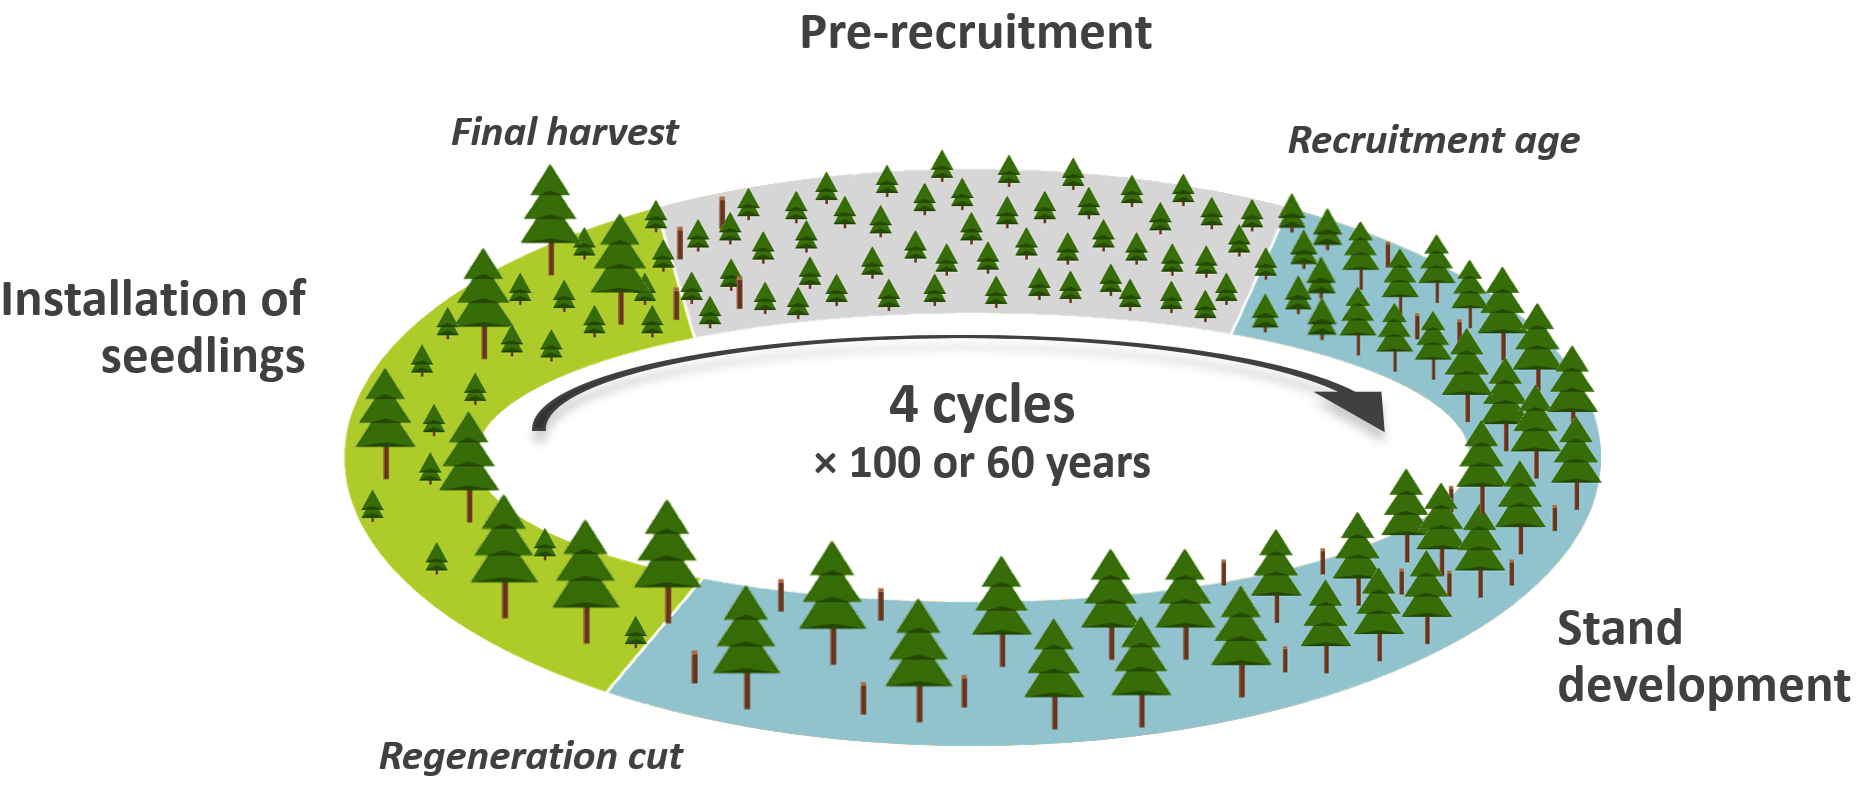 Pre-recruitment
Final harvest
Recruitment age
Installation of
seedlings
4 cycles
× 100 or 60 years
Stand
development
Regeneration cut